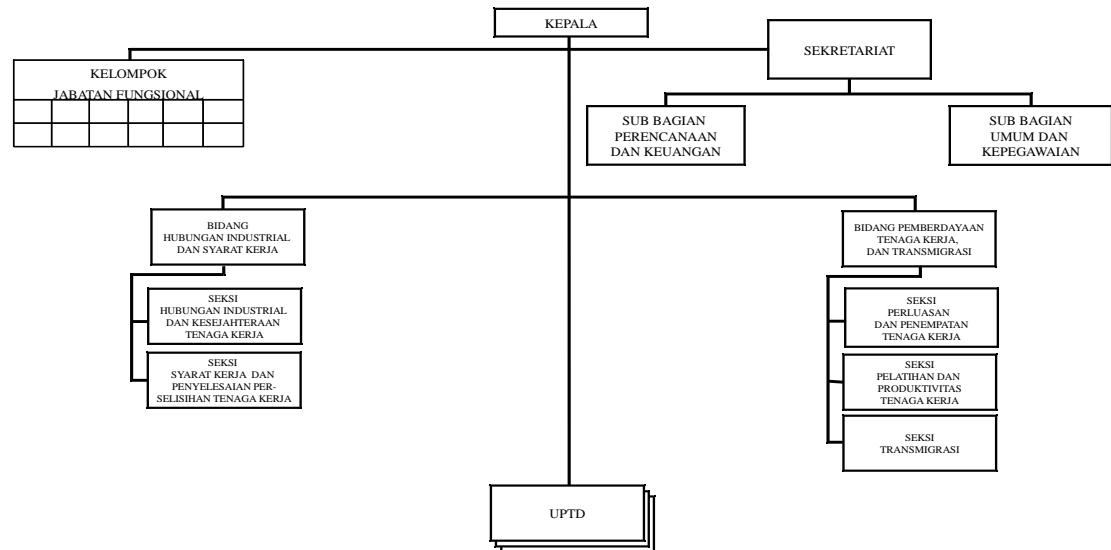 KEPALA
SEKRETARIAT
KELOMPOK
JABATAN FUNGSIONAL
SUB BAGIAN
PERENCANAAN
DAN KEUANGAN
SUB BAGIAN
UMUM DAN
KEPEGAWAIAN
BIDANG
HUBUNGAN INDUSTRIAL
DAN SYARAT KERJA
SEKSI
HUBUNGAN INDUSTRIAL
DAN KESEJAHTERAAN
TENAGA KERJA
SEKSI
SYARAT KERJA DAN
PENYELESAIAN PER-
SELISIHAN TENAGA KERJA
BIDANG PEMBERDAYAAN
TENAGA KERJA,
DAN TRANSMIGRASI
SEKSI
PERLUASAN
DAN PENEMPATAN
TENAGA KERJA
SEKSI
PELATIHAN DAN
PRODUKTIVITAS
TENAGA KERJA
SEKSI
TRANSMIGRASI
UPTD